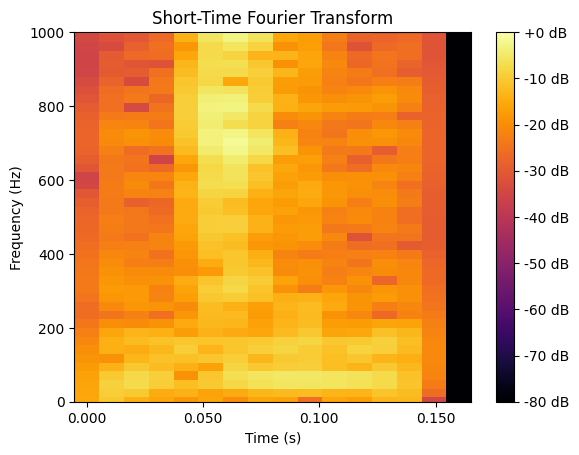 Short-Time Fourier Transform
1000
800
600
400
200
0
Frequency (Hz)
0.000
0.050
0.100
0.150
Time (s)
+0 dB
-10 dB
-20 dB
-30 dB
-40 dB
-50 dB
-60 dB
-70 dB
-80 dB